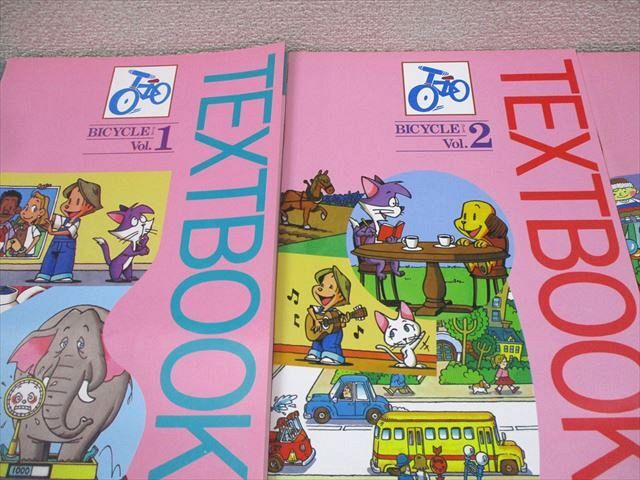 BICYCLE
Vol. 1
TEXTBOOK
1000
BICYCLE
Vol. 2
TEXTBOOK